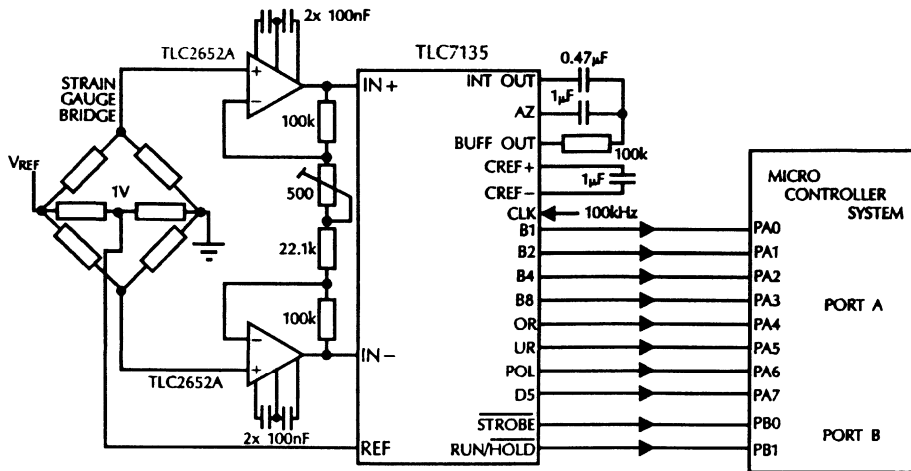 2x 100nF
TLC2652A
TLC7135
STRAIN
GAUGE
BRIDGE
VREF
1V
100k
500
22.1k
100k
TLC2652A
2x 100nF
IN+
IN-
REF
INT OUT
AZ
BUFF OUT
CREF+
CREF-
CLK
B1
B2
B4
B8
OR
UR
POL
D5
STROBE
RUN/HOLD
0.47µF
1µF
100k
1µF
100kHz
MICRO
CONTROLLER
SYSTEM
PA0
PA1
PA2
PA3
PORT A
PA4
PA5
PA6
PA7
PB0
PORT B
PB1